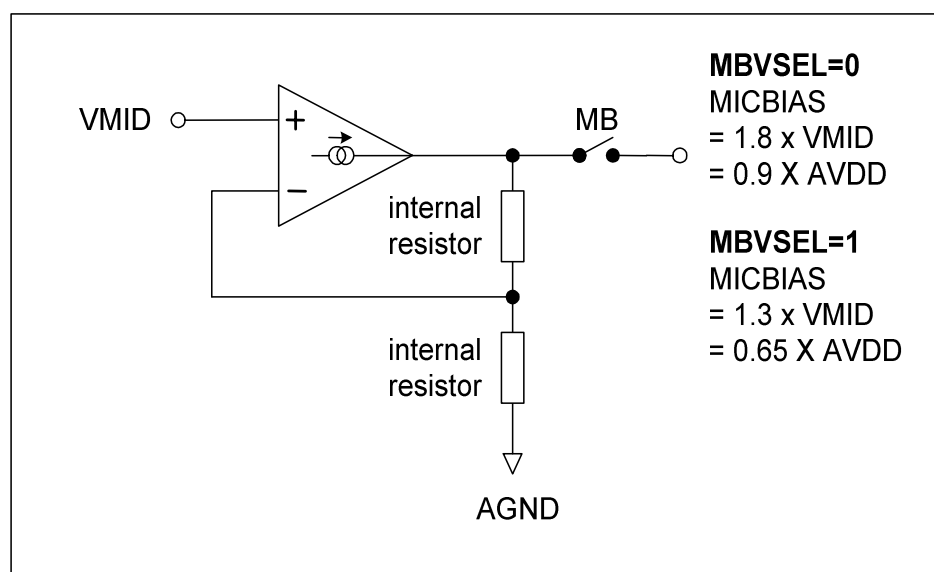 VMID
+
−
MB
internal
resistor
internal
resistor
AGND
MBVSEL=0
MICBIAS
= 1.8 x VMID
= 0.9 X AVDD
MBVSEL=1
MICBIAS
= 1.3 x VMID
= 0.65 X AVDD